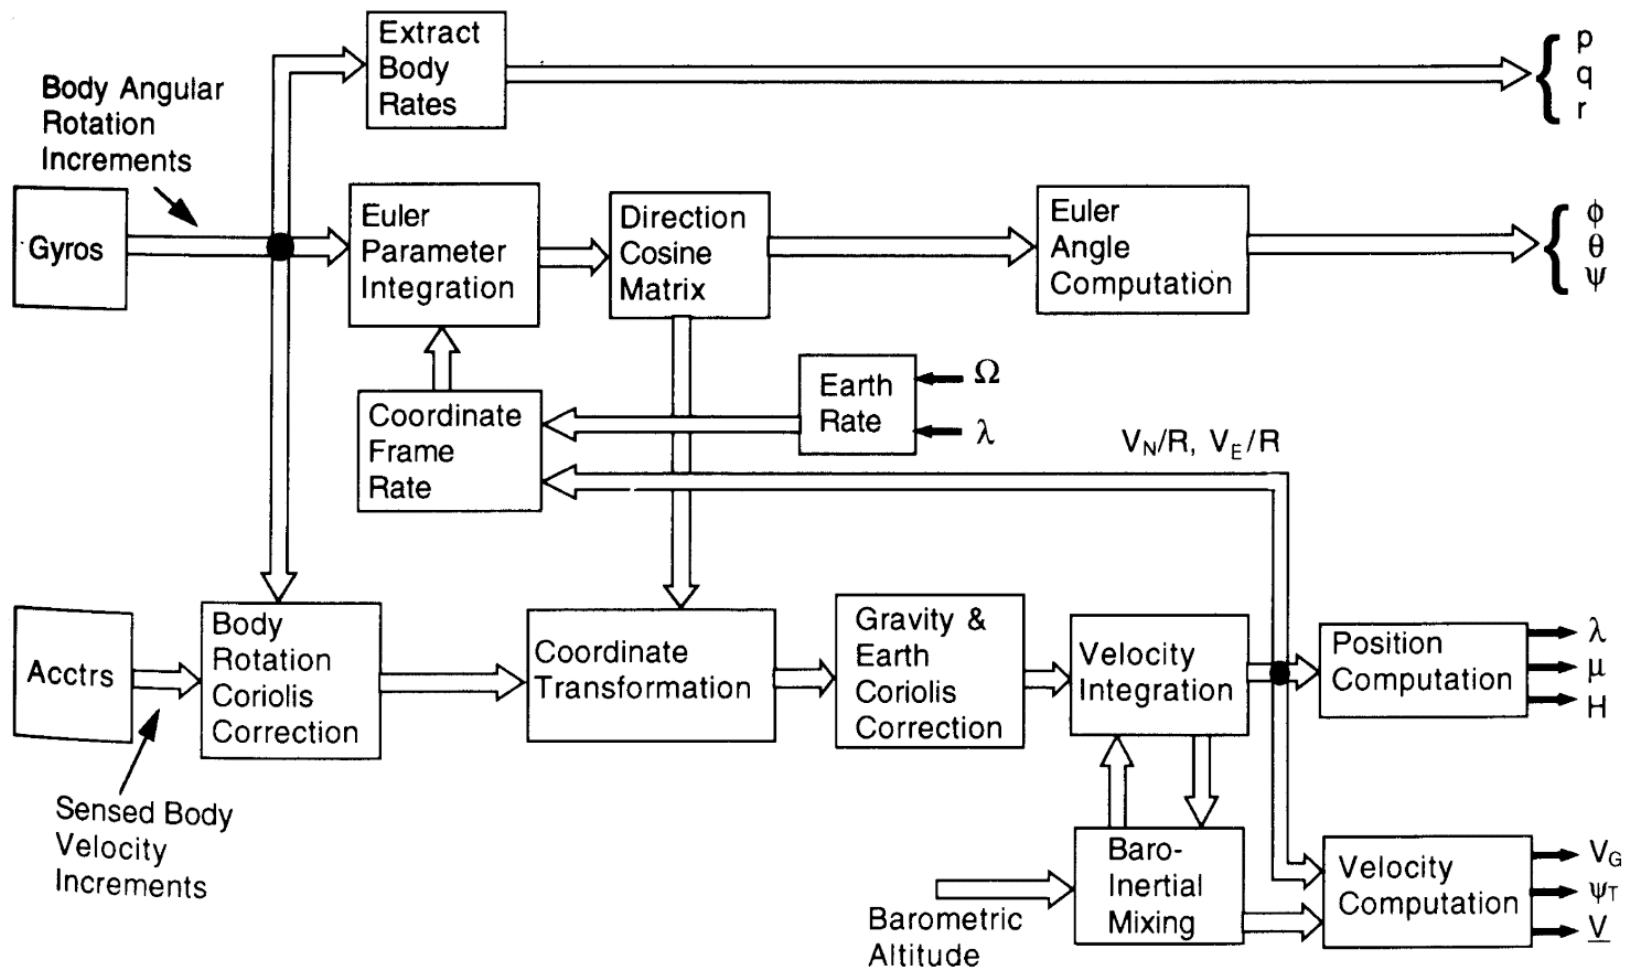 Extract
Body
Rates
p
q
r
Body Angular
Rotation
Increments
Gyros
Euler
Parameter
Integration
Direction
Cosine
Matrix
Euler
Angle
Computation
ϕ
θ
ψ
Coordinate
Frame
Rate
Earth
Rate
Ω
λ
V_N/R, V_E/R
Acctrs
Body
Rotation
Coriolis
Correction
Coordinate
Transformation
Gravity &
Earth
Coriolis
Correction
Velocity
Integration
Position
Computation
λ
μ
H
Sensed Body
Velocity
Increments
Barometric
Altitude
Baro-
Inertial
Mixing
Velocity
Computation
V_G
ψ_T
V